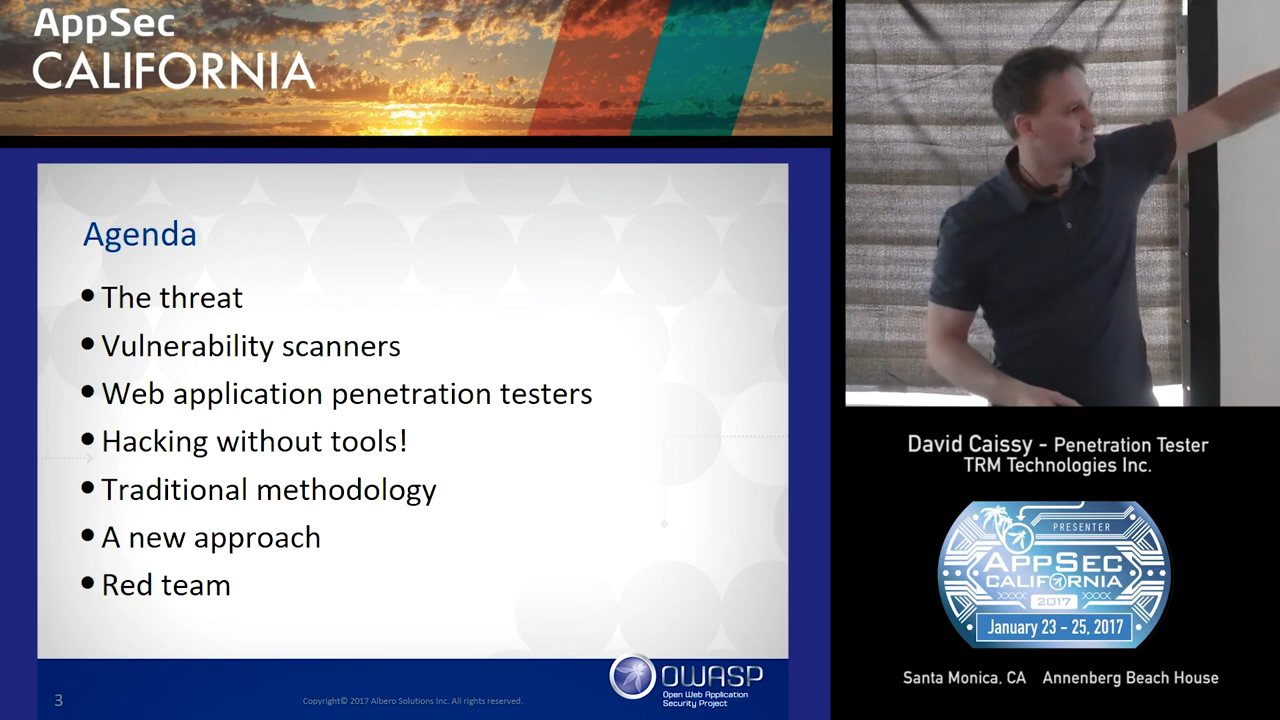 AppSec
CALIFORNIA
Agenda
• The threat
• Vulnerability scanners
• Web application penetration testers
• Hacking without tools!
• Traditional methodology
• A new approach
• Red team
3
Copyright© 2017 Albero Solutions Inc. All rights reserved.
OWASP
Open Web Application
Security Project
David Caissy - Penetration Tester
TRM Technologies Inc.
PRESENTER
APPSEC
CALIFORNIA
2017
January 23 - 25, 2017
Santa Monica, CA Annenberg Beach House